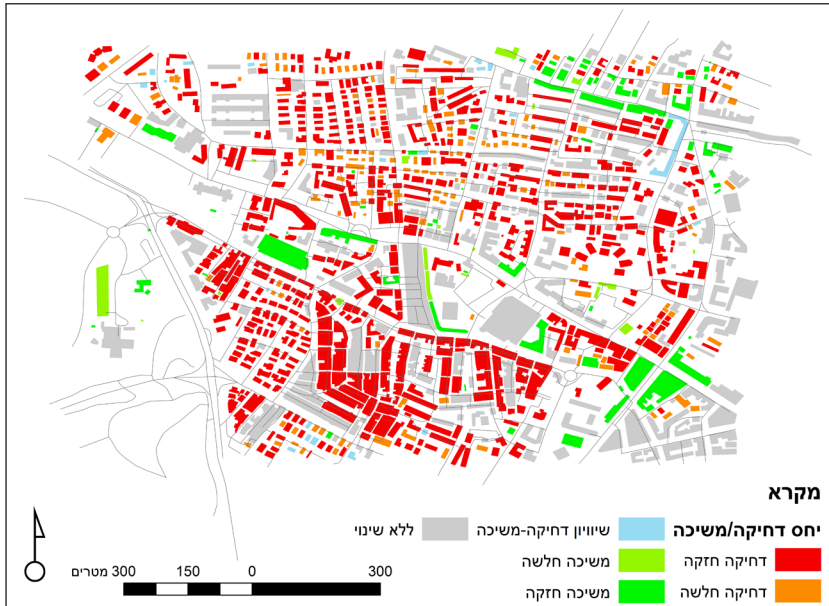 מקרא
יחס דחיקה/משיכה שיוויון דחיקה-משיכה ללא שינוי
דחיקה חזקה משיכה חלשה
דחיקה חלשה משיכה חזקה
300 150 0 300 מטרים